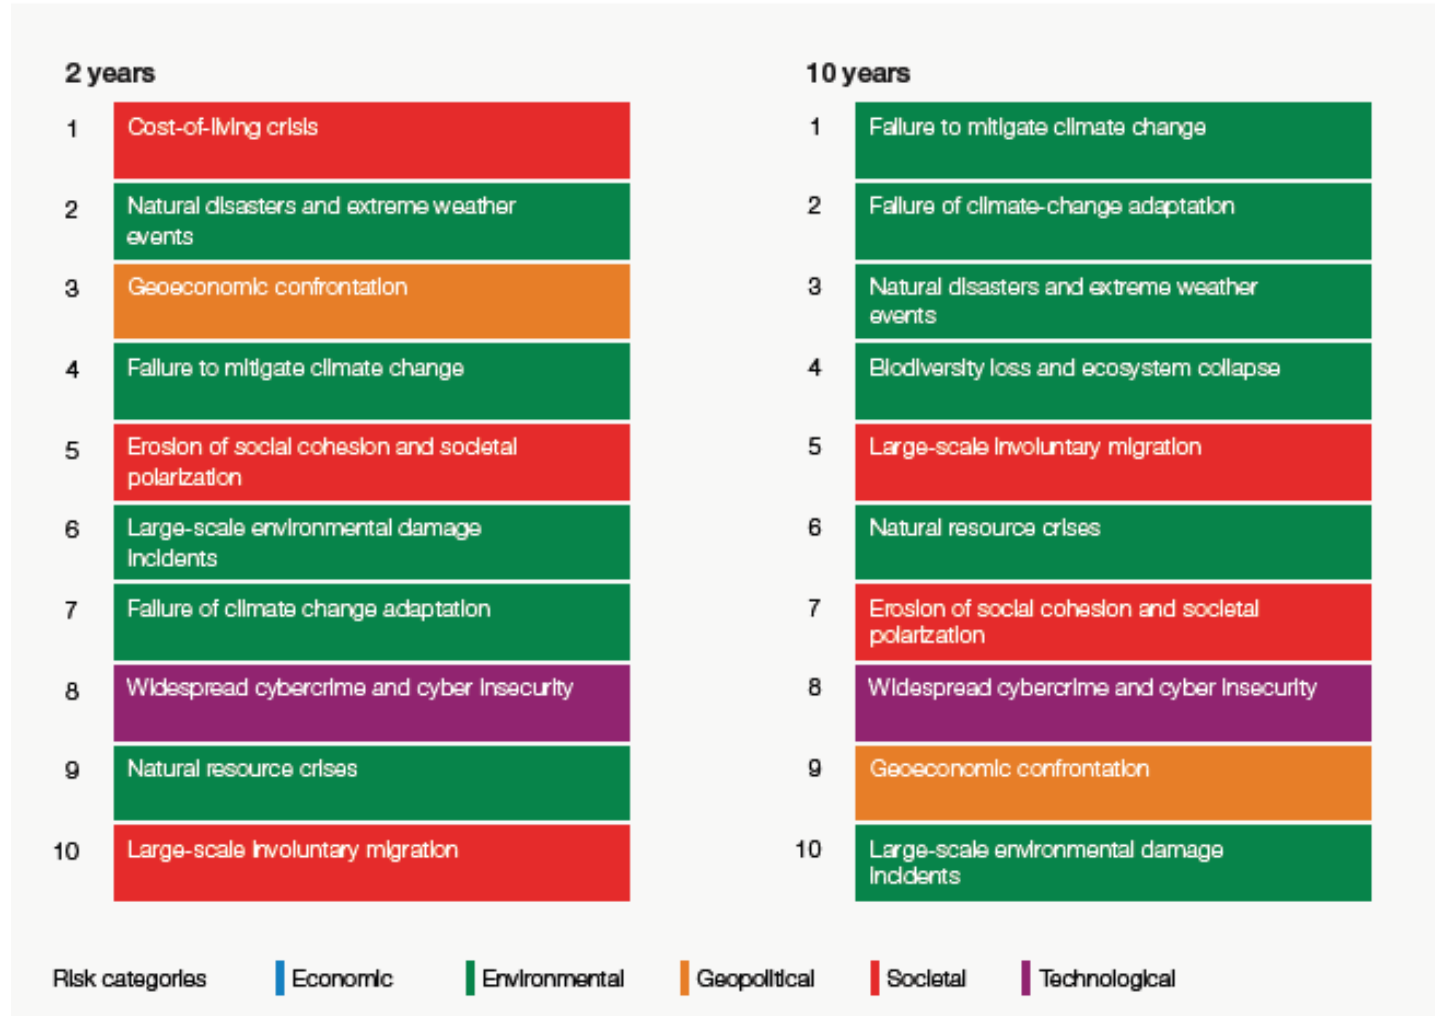 2 years
1 Cost-of-living crisis
2 Natural disasters and extreme weather
events
3 Geoeconomic confrontation
4 Failure to mitigate climate change
5 Erosion of social cohesion and societal
polarization
6 Large-scale environmental damage
incidents
7 Failure of climate change adaptation
8 Widespread cybercrime and cyber insecurity
9 Natural resource crises
10 Large-scale involuntary migration
10 years
1 Failure to mitigate climate change
2 Failure of climate-change adaptation
3 Natural disasters and extreme weather
events
4 Biodiversity loss and ecosystem collapse
5 Large-scale involuntary migration
6 Natural resource crises
7 Erosion of social cohesion and societal
polarization
8 Widespread cybercrime and cyber insecurity
9 Geoeconomic confrontation
10 Large-scale environmental damage
incidents
Risk categories Economic Environmental Geopolitical Societal Technological